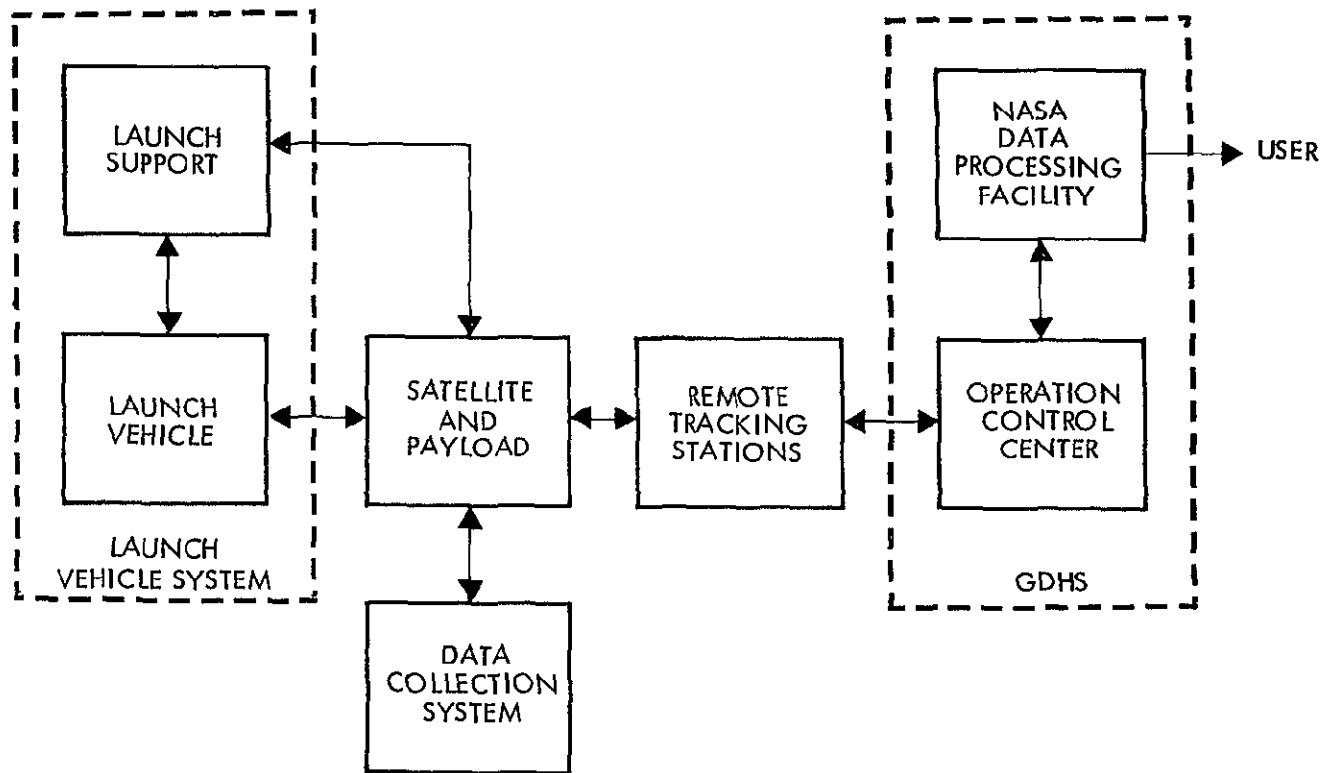 LAUNCH
SUPPORT
LAUNCH
VEHICLE
LAUNCH
VEHICLE SYSTEM
SATELLITE
AND
PAYLOAD
DATA
COLLECTION
SYSTEM
REMOTE
TRACKING
STATIONS
NASA
DATA
PROCESSING
FACILITY
USER
OPERATION
CONTROL
CENTER
GDHS